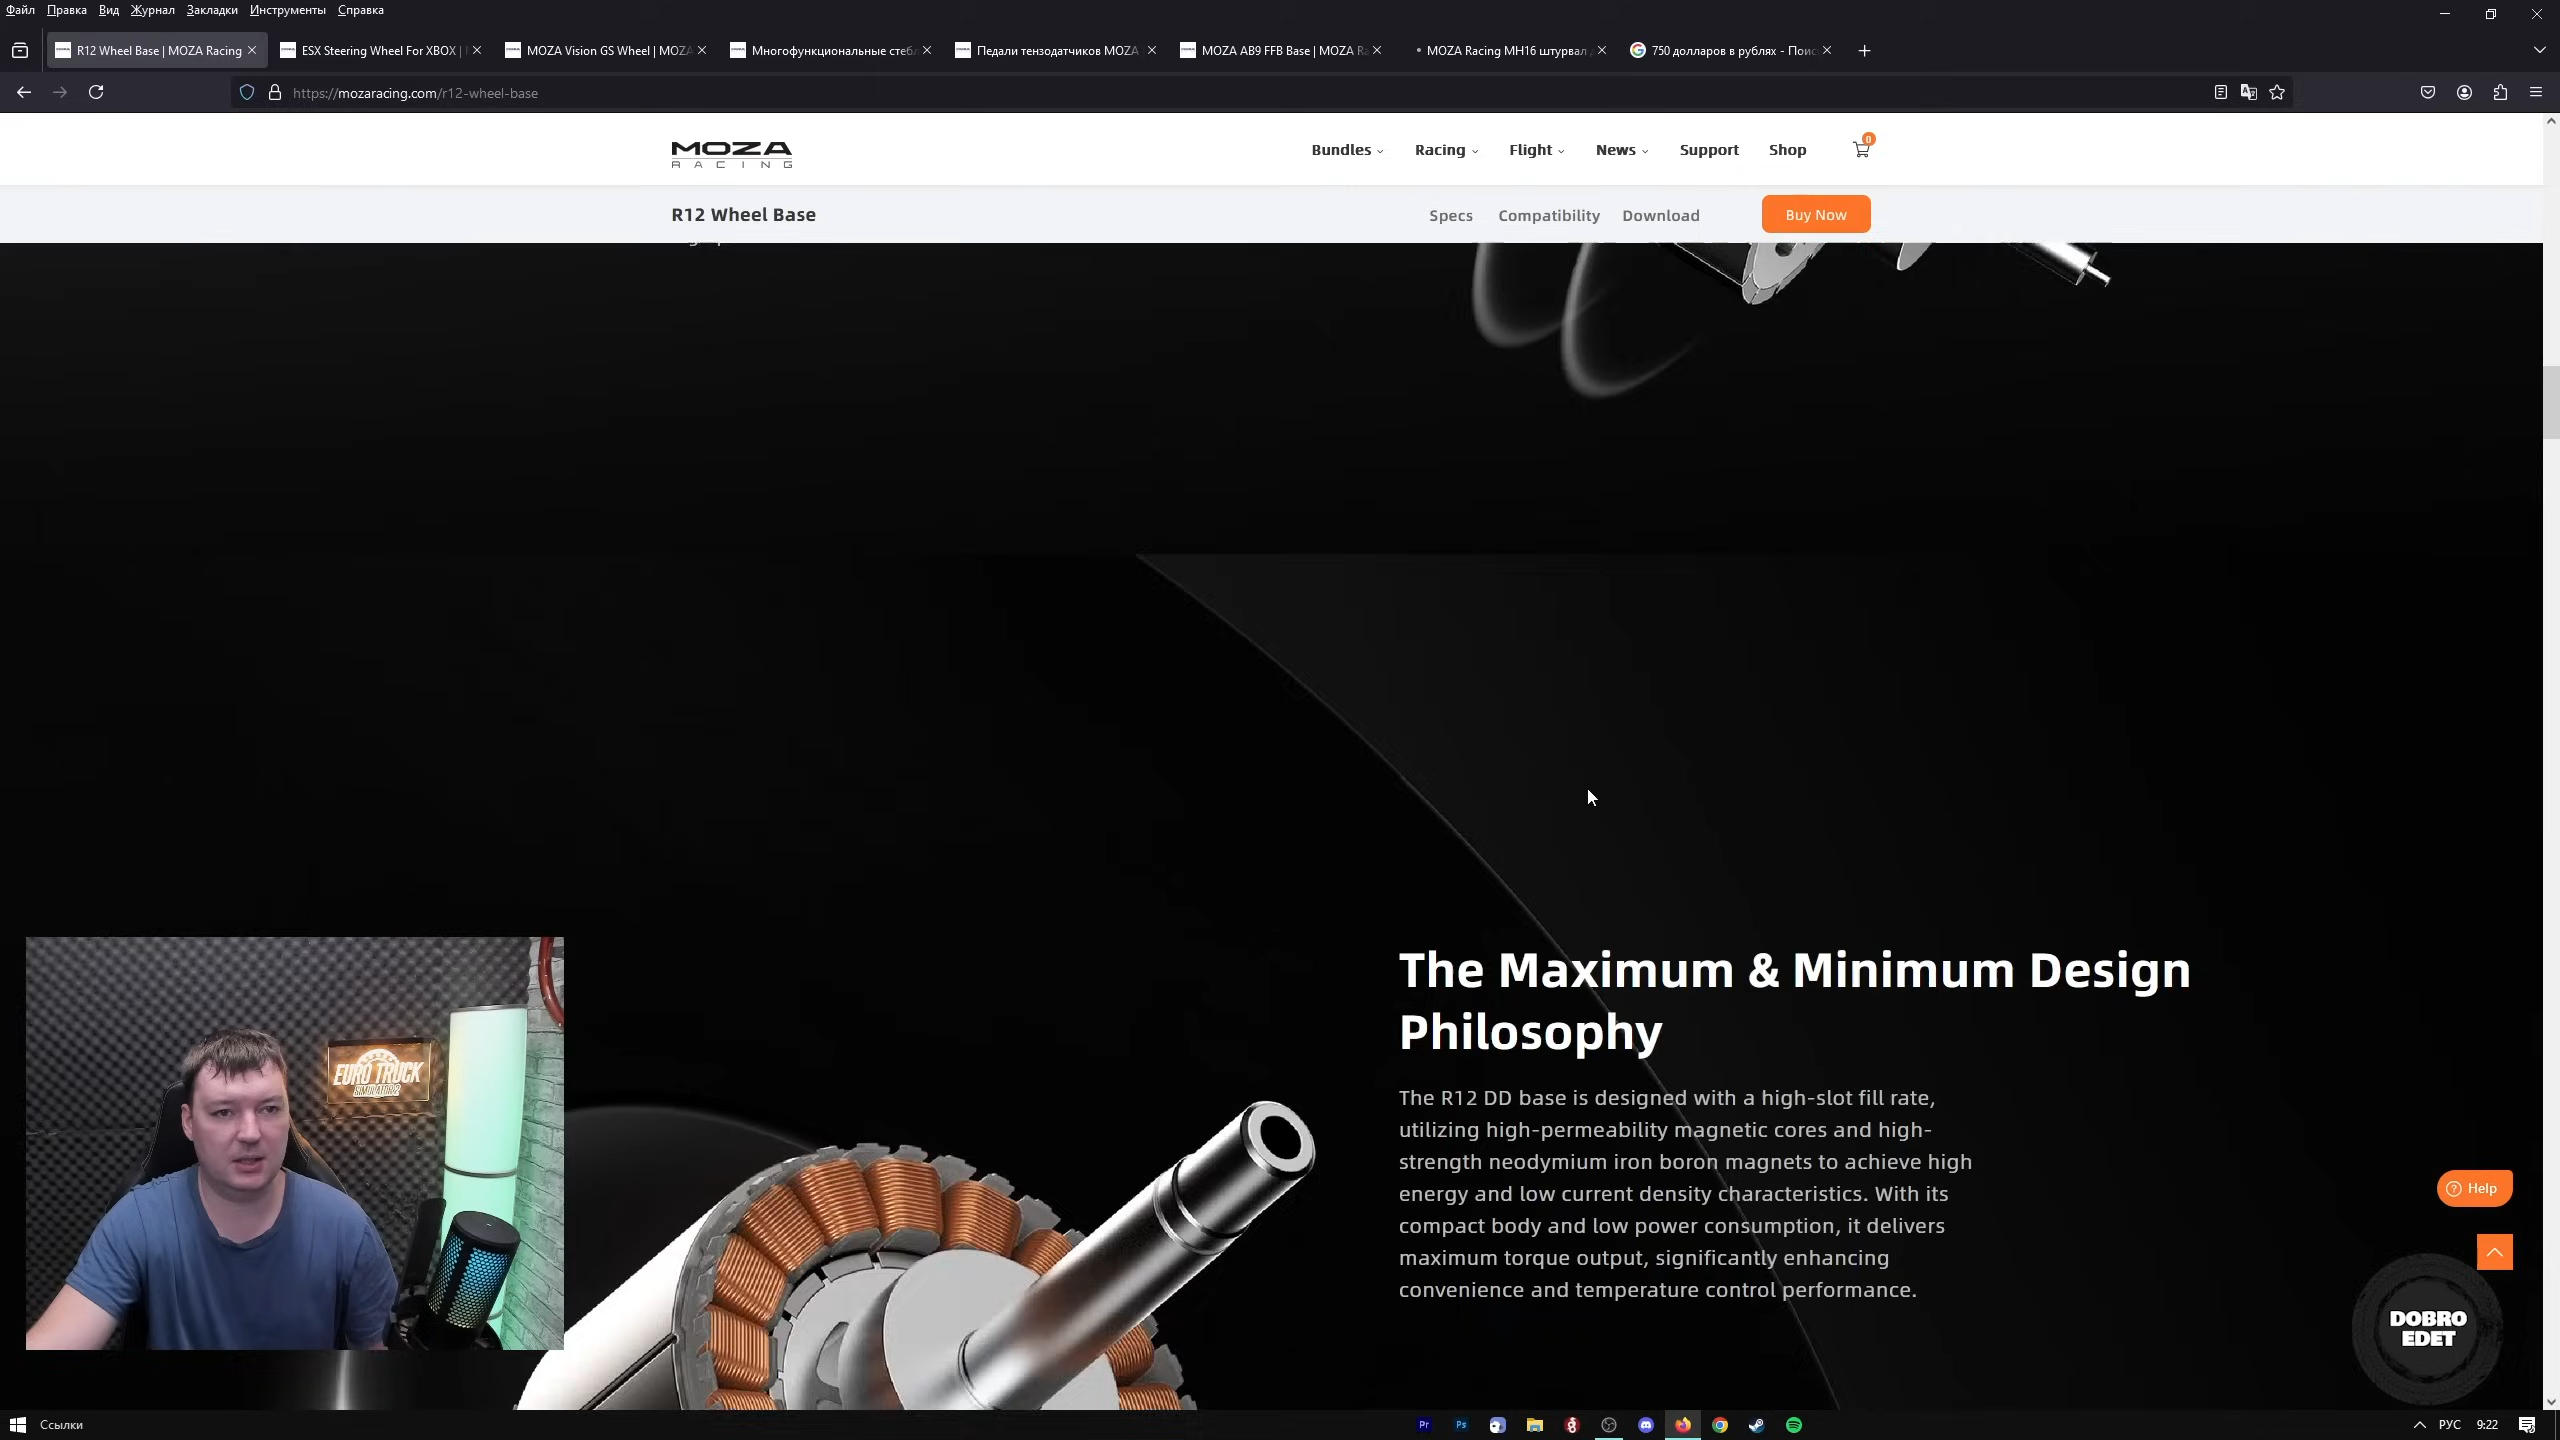 Файл Правка Вид Журнал Закладки Инструменты Справка
R12 Wheel Base | MOZA Racing
ESX Steering Wheel For XBOX |
MOZA Vision GS Wheel | MOZA
Многофункциональные стебл
Педали тензодатчиков MOZA
MOZA AB9 FFB Base | MOZA Ra
MOZA Racing MH16 штурвал
750 долларов в рублях - Поис
https://mozaracing.com/r12-wheel-base
MOZA
RACING
Bundles Racing Flight News Support Shop
0
R12 Wheel Base
Specs Compatibility Download Buy Now
The Maximum & Minimum Design
Philosophy
The R12 DD base is designed with a high-slot fill rate,
utilizing high-permeability magnetic cores and high-
strength neodymium iron boron magnets to achieve high
energy and low current density characteristics. With its
compact body and low power consumption, it delivers
maximum torque output, significantly enhancing
convenience and temperature control performance.
EURO TRUCK
SIMULATOR 2
Help
DOBRO
EDET
Ссылки
Pr
Ps
РУС
9:22